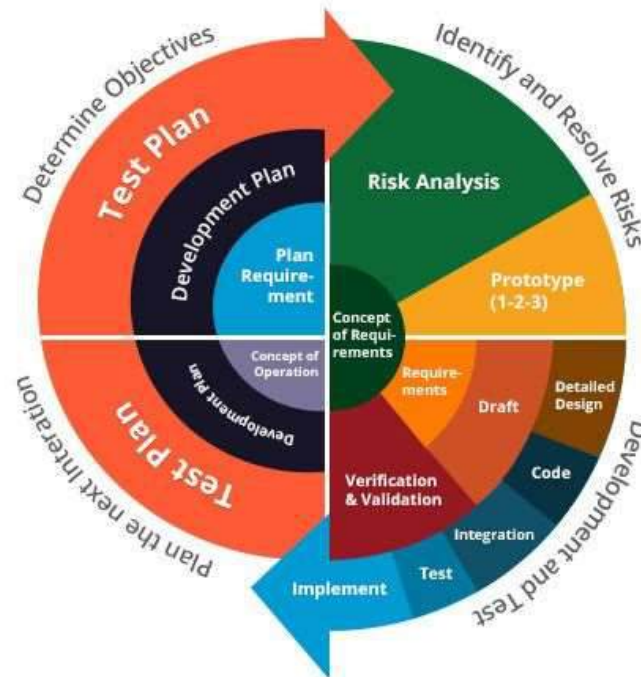 Determine Objectives
Identify and Resolve Risks
Test Plan
Development Plan
Plan
Require-
ment
Risk Analysis
Prototype
(1-2-3)
Concept
of Requi-
rements
Concept of
Operation
Development Plan
Test Plan
Plan the next Interation
Require-
ments
Draft
Detailed
Design
Code
Integration
Test
Implement
Verification
& Validation
Development and Test